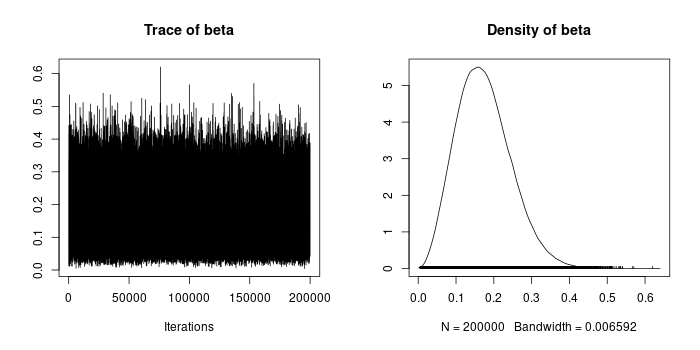 Trace of beta
0.6
0.5
0.4
0.3
0.2
0.1
0.0
0 50000 100000 150000 200000
Iterations
Density of beta
5
4
3
2
1
0
0.0 0.1 0.2 0.3 0.4 0.5 0.6
N = 200000 Bandwidth = 0.006592